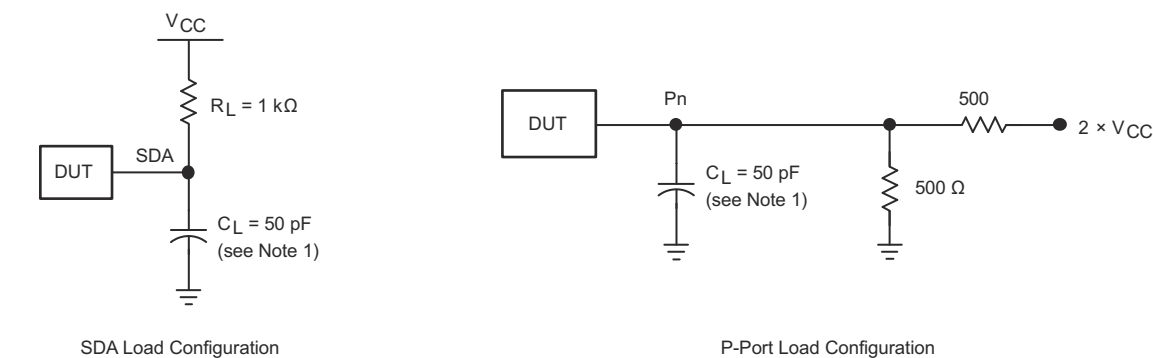 VCC
RL = 1 kΩ
DUT
SDA
CL = 50 pF
(see Note 1)
SDA Load Configuration
DUT
Pn
500
2 × VCC
CL = 50 pF
(see Note 1)
500 Ω
P-Port Load Configuration